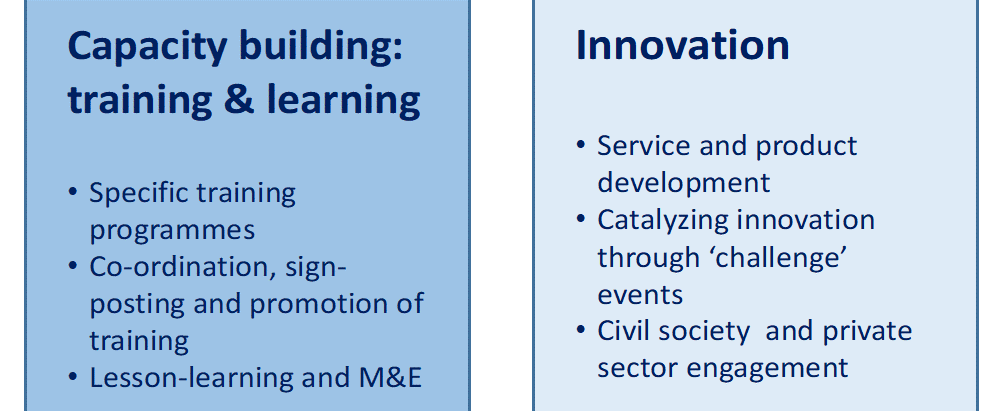 Capacity building:
training & learning
• Specific training
programmes
• Co-ordination, sign-
posting and promotion of
training
• Lesson-learning and M&E
Innovation
• Service and product
development
• Catalyzing innovation
through ‘challenge’
events
• Civil society  and private
sector engagement